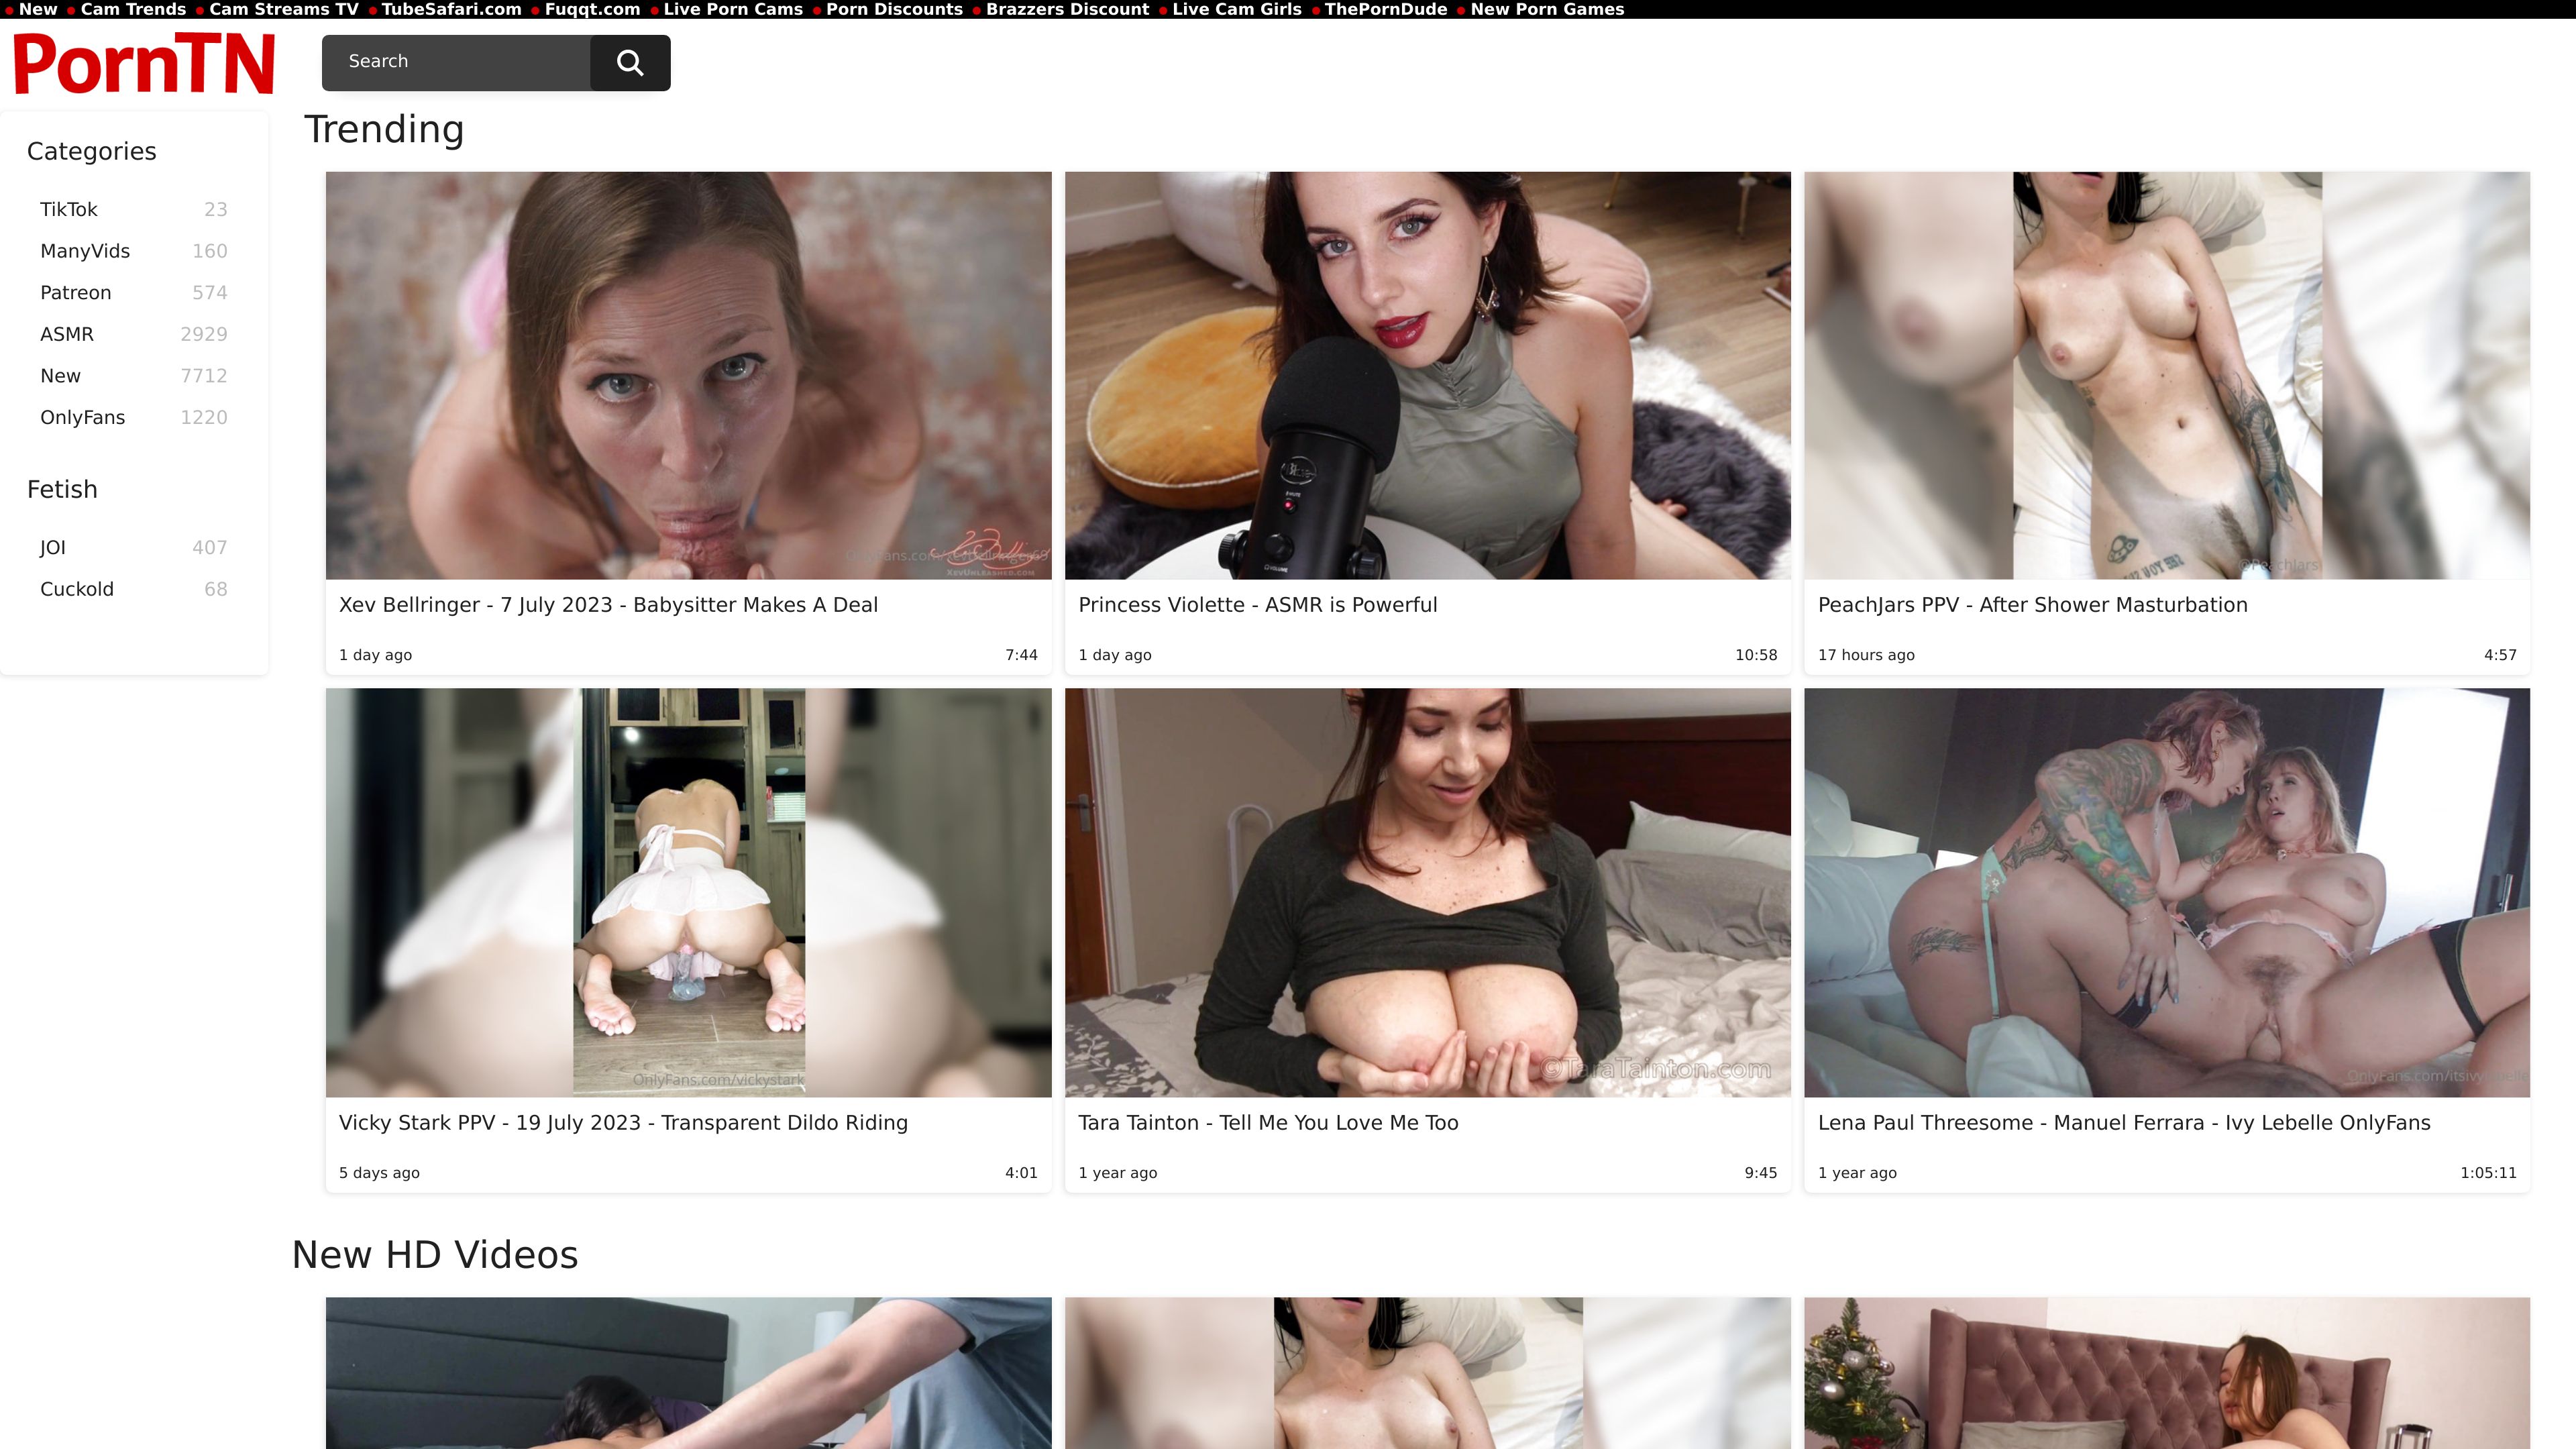 New Cam Trends Cam Streams TV TubeSafari.com Fuqqt.com Live Porn Cams Porn Discounts Brazzers Discount Live Cam Girls ThePornDude New Porn Games
PornTN
Search
Categories
TikTok 23
ManyVids 160
Patreon 574
ASMR 2929
New 7712
OnlyFans 1220
Fetish
JOI 407
Cuckold 68
Trending
XEVUNLEASHED.COM
Xev Bellringer - 7 July 2023 - Babysitter Makes A Deal
1 day ago 7:44
VOLUME
Princess Violette - ASMR is Powerful
1 day ago 10:58
PeachJars PPV - After Shower Masturbation
17 hours ago 4:57
OnlyFans.com/vickystark
Vicky Stark PPV - 19 July 2023 - Transparent Dildo Riding
5 days ago 4:01
©TaraTainton.com
Tara Tainton - Tell Me You Love Me Too
1 year ago 9:45
Lena Paul Threesome - Manuel Ferrara - Ivy Lebelle OnlyFans
1 year ago 1:05:11
New HD Videos